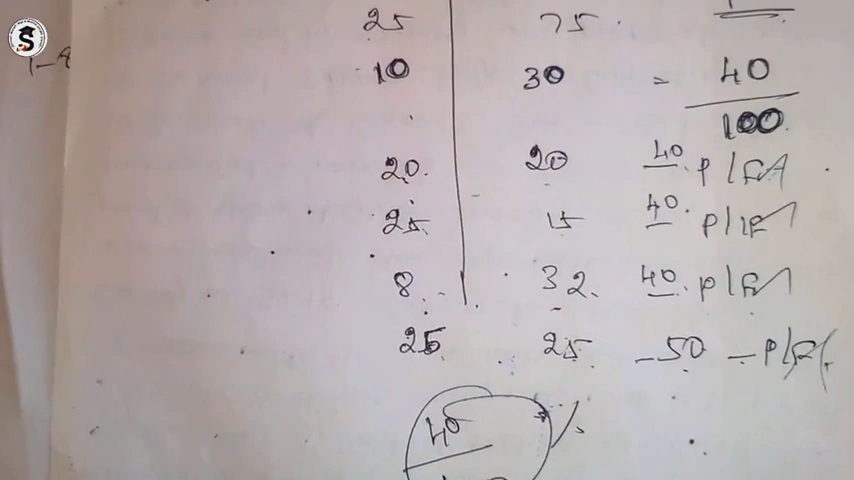 25 75.
10 30 = 40
100
20. 20 40. P/
25. 15 40. P/
8. 32. 40. P/
25. 25. -50 - P/
40 %